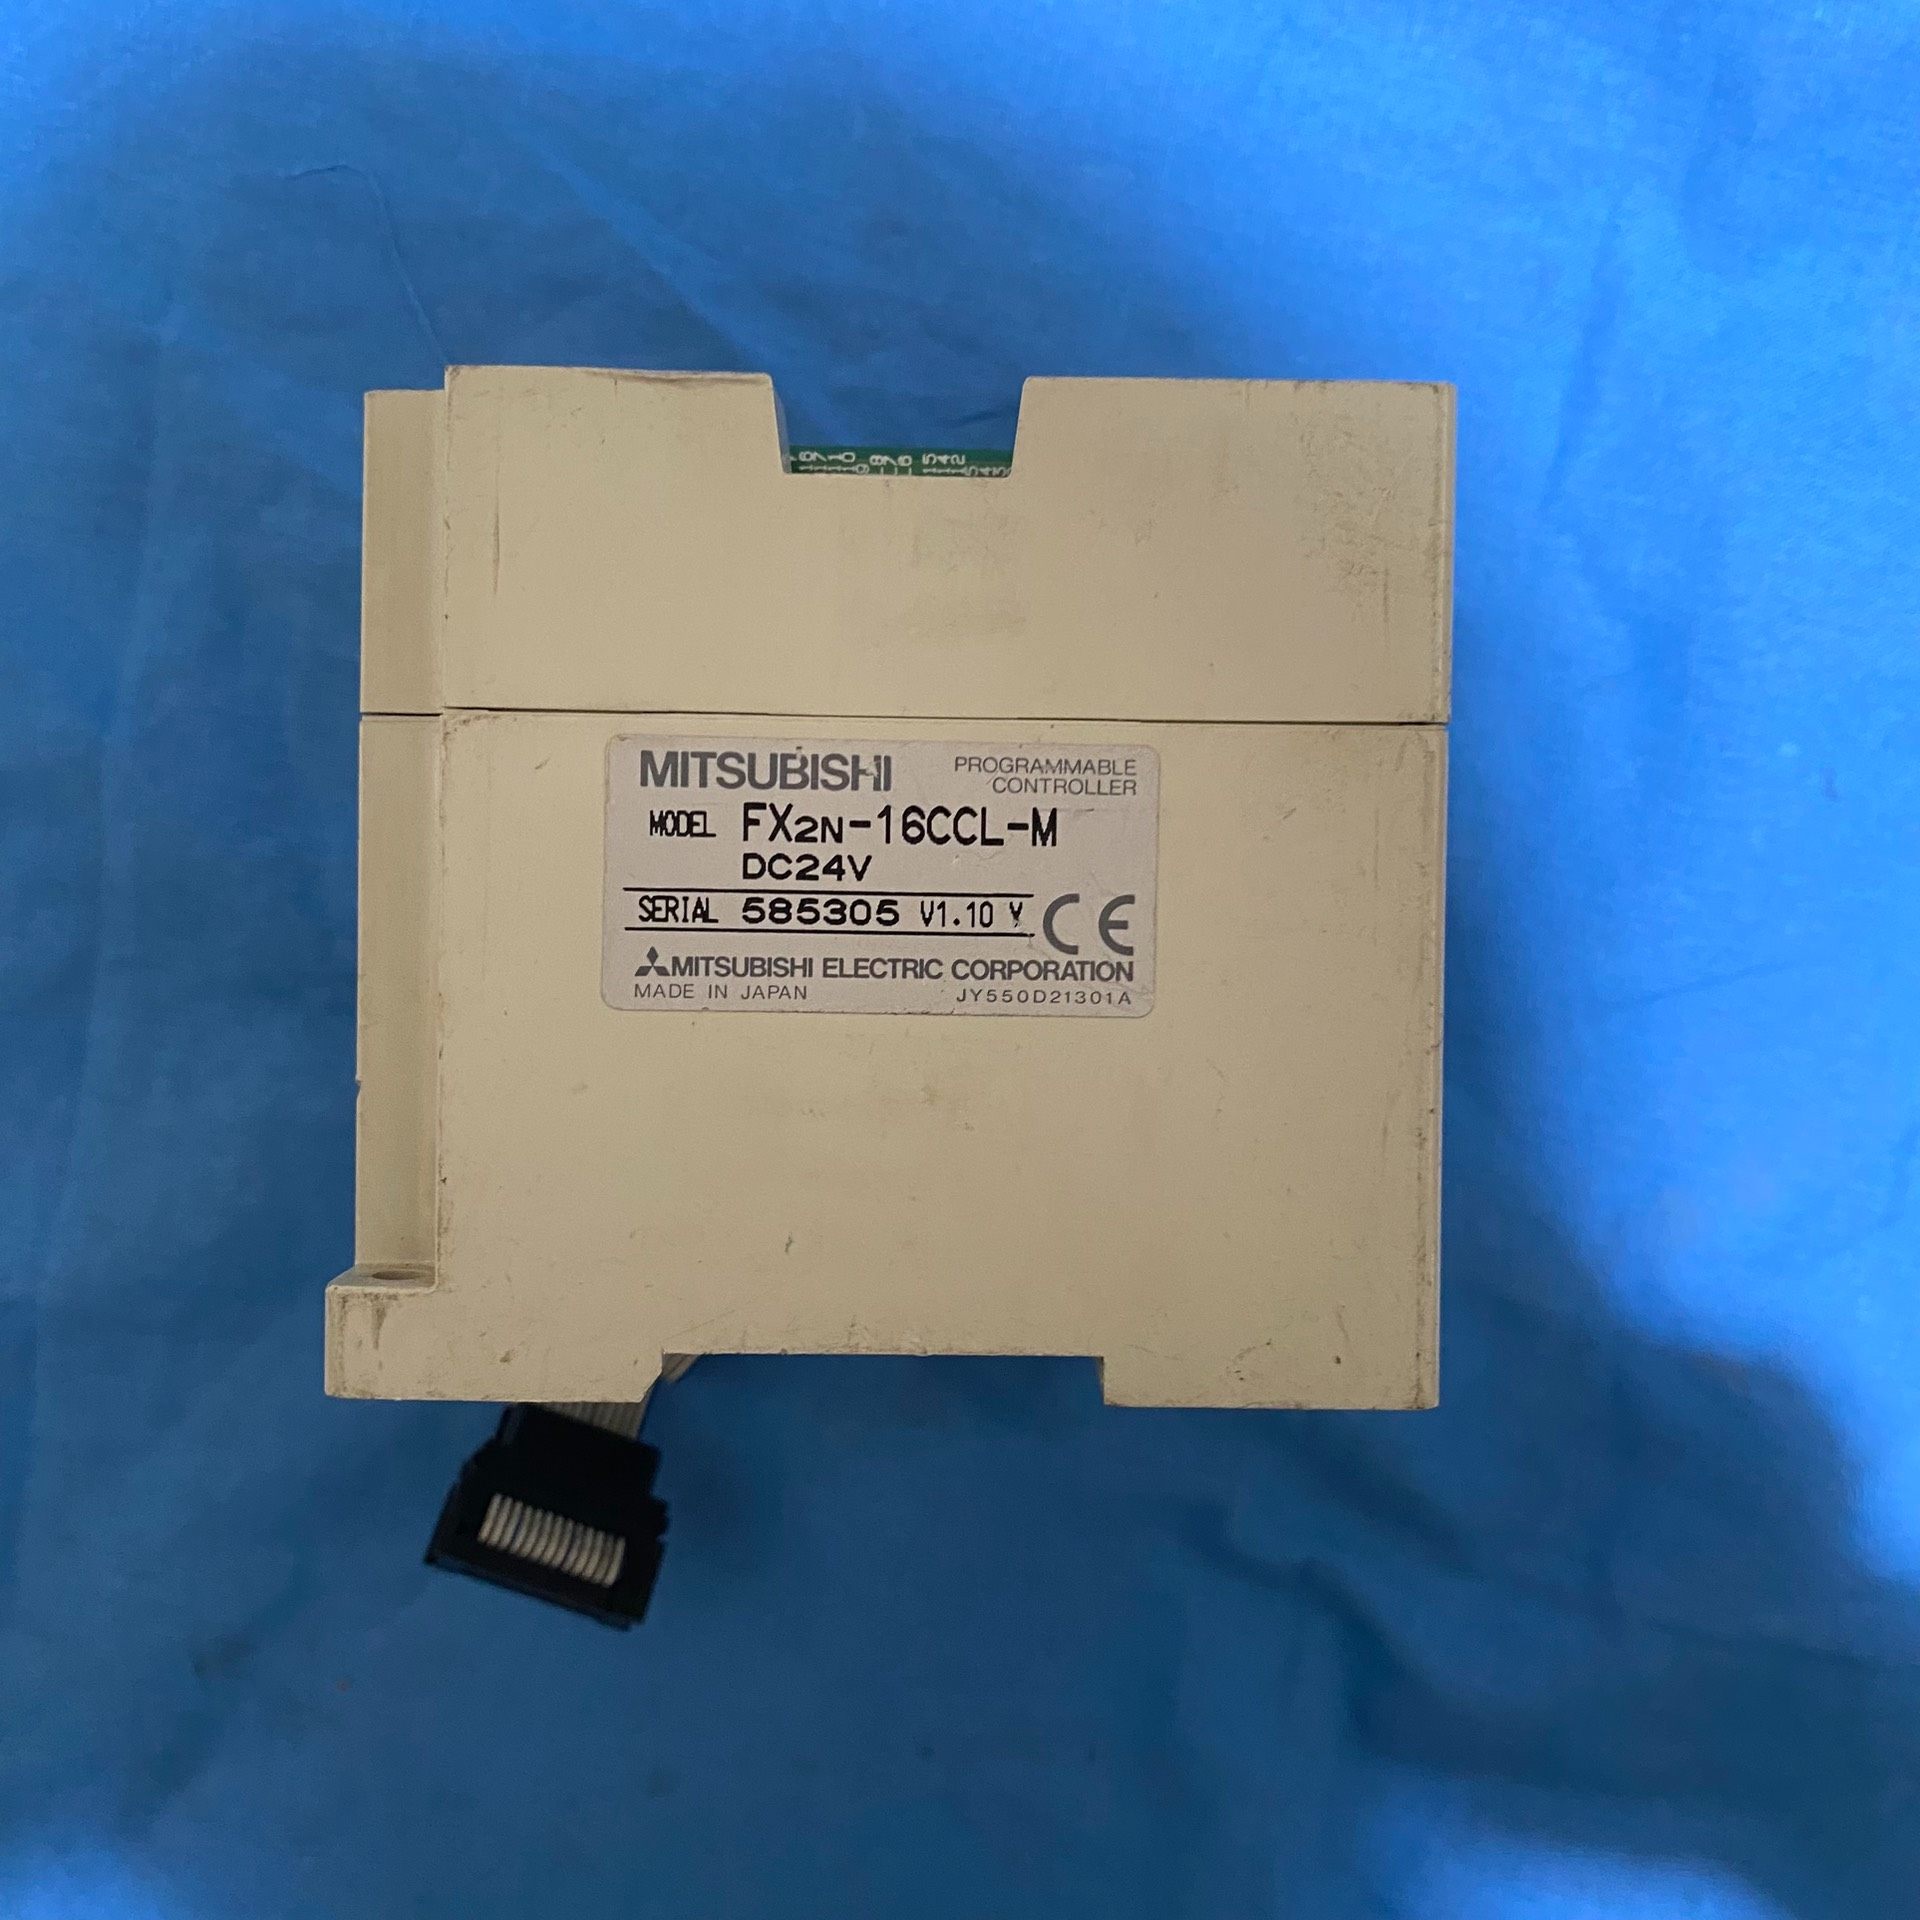 MITSUBISHI
PROGRAMMABLE
CONTROLLER
MODEL FX2N-16CCL-M
DC24V
SERIAL 585305 V1.10
CE
MITSUBISHI ELECTRIC CORPORATION
MADE IN JAPAN JY550D21301A